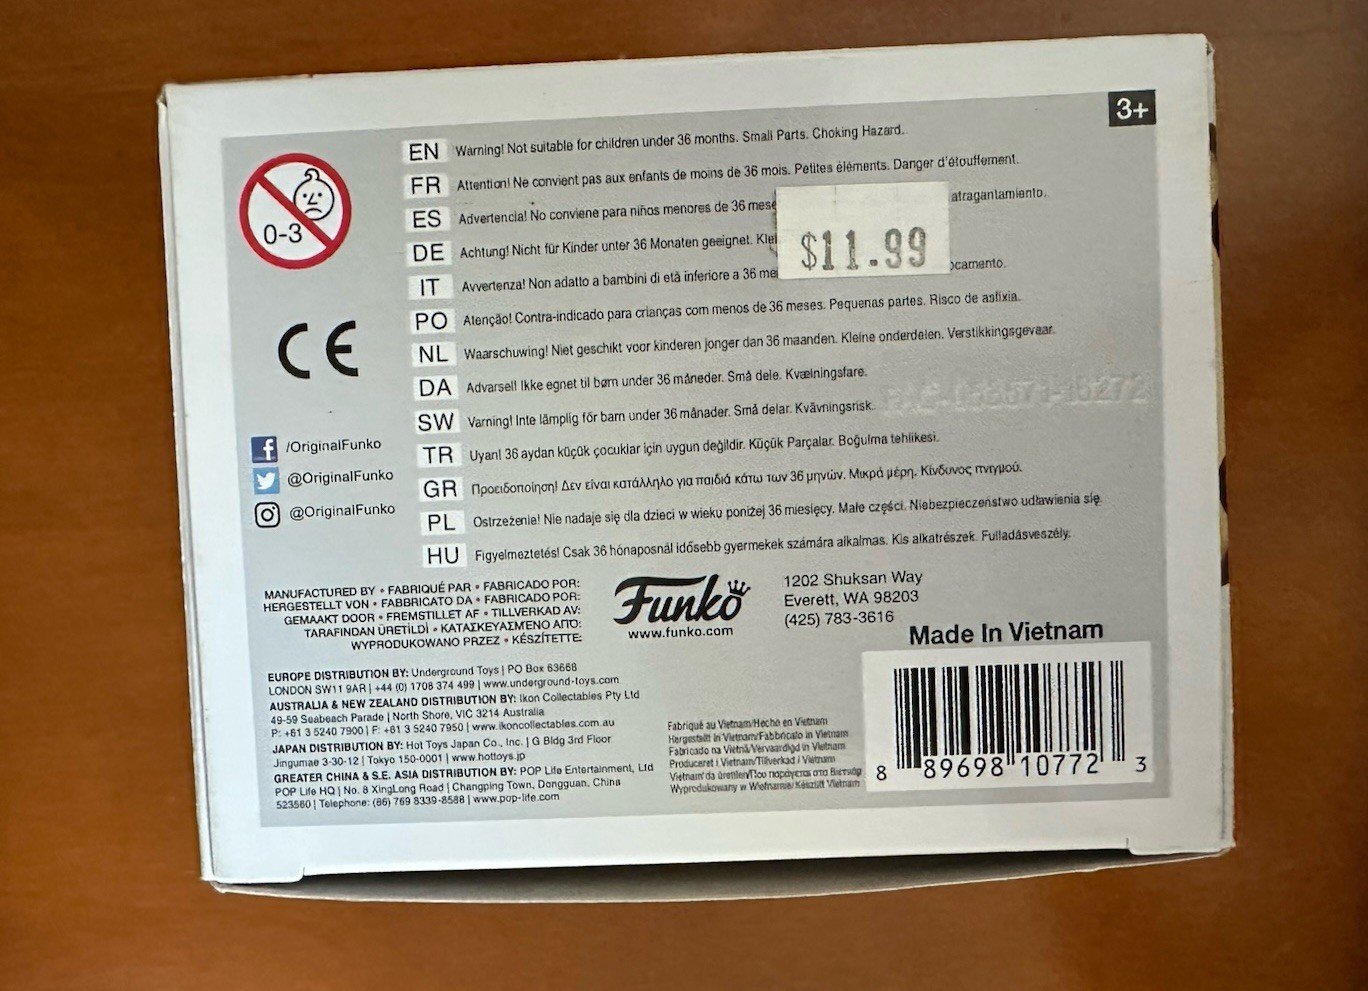 3+
0-3
EN Warning! Not suitable for children under 36 months. Small Parts. Choking Hazard.
FR Attention! Ne convient pas aux enfants de moins de 36 mois. Petites éléments. Danger d'étouffement.
ES Advertencia! No conviene para niños menores de 36 mese atragantamiento.
DE Achtung! Nicht für Kinder unter 36 Monaten geeignet. Klei
$11.99
IT Avvertenza! Non adatto a bambini di età inferiore a 36 me ocamento.
PO Atenção! Contra-indicado para crianças com menos de 36 meses. Pequenas partes. Risco de asfixia.
NL Waarschuwing! Niet geschikt voor kinderen jonger dan 36 maanden. Kleine onderdelen. Verstikkingsgevaar.
DA Advarsel! Ikke egnet til børn under 36 måneder. Små dele. Kvælningsfare.
SW Varning! Inte lämplig för barn under 36 månader. Små delar. Kvävningsrisk.
TR Uyarı! 36 aydan küçük çocuklar için uygun değildir. Küçük Parçalar. Boğulma tehlikesi.
GR Προειδοποίηση! Δεν είναι κατάλληλο για παιδιά κάτω των 36 μηνών. Μικρά μέρη. Κίνδυνος πνιγμού.
PL Ostrzeżenie! Nie nadaje się dla dzieci w wieku poniżej 36 miesięcy. Małe części. Niebezpieczeństwo udławienia się.
HU Figyelmeztetés! Csak 36 hónaposnál idősebb gyermekek számára alkalmas. Kis alkatrészek. Fulladásveszély.
CE
/OriginalFunko
@OriginalFunko
@OriginalFunko
MANUFACTURED BY • FABRIQUÉ PAR • FABRICADO POR:
HERGESTELLT VON • FABBRICATO DA • FABRICADO POR:
GEMAAKT DOOR • FREMSTILLET AF • TILLVERKAD AV:
TARAFINDAN ÜRETİLDİ • ΚΑΤΑΣΚΕΥΑΣΜΕΝΟ ΑΠΌ:
WYPRODUKOWANO PRZEZ • KÉSZÍTETTE:
Funko
www.funko.com
1202 Shuksan Way
Everett, WA 98203
(425) 783-3616
Made In Vietnam
EUROPE DISTRIBUTION BY: Underground Toys | PO Box 63668
LONDON SW11 9AR | +44 (0) 1708 374 499 | www.underground-toys.com
AUSTRALIA & NEW ZEALAND DISTRIBUTION BY: Ikon Collectables Pty Ltd
49-59 Seabeach Parade | North Shore, VIC 3214 Australia
P: +61 3 5240 7900 | F: +61 3 5240 7950 | www.ikoncollectables.com.au
JAPAN DISTRIBUTION BY: Hot Toys Japan Co., Inc. | G Bldg 3rd Floor
Jingumae 3-30-12 | Tokyo 150-0001 | www.hottoys.jp
GREATER CHINA & S.E. ASIA DISTRIBUTION BY: POP Life Entertainment, Ltd
POP Life HQ | No. 8 XingLong Road | Changping Town, Dongguan, China
523560 | Telephone: (86) 769 8339-8588 | www.pop-life.com
Fabriqué au Vietnam/Hecho en Vietnam
Hergestellt In Vietnam/Fabbricato in Vietnam
Fabricado na Vietnã/Vervaardigd in Vietnam
Produceret i Vietnam/Tillverkad i Vietnam
Vietnam'da üretilen/Που παράγεται στο Βιετνάμ
Wyprodukowany w Wietnamie/Készült Vietnam
8 89698 10772 3